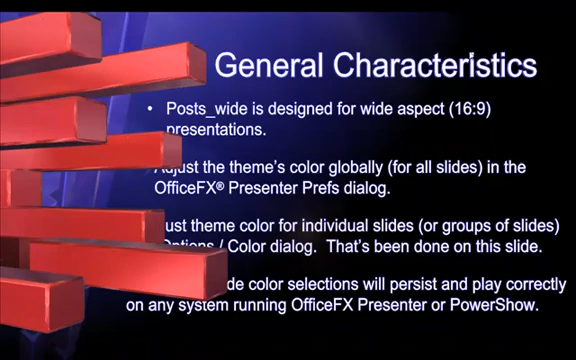 General Characteristics
• Posts_wide is designed for wide aspect (16:9)
presentations.
Adjust the theme's color globally (for all slides) in the
OfficeFX® Presenter Prefs dialog.
theme color for individual slides (or groups of slides)
Options / Color dialog. That's been done on this slide.
color selections will persist and play correctly
on any system running OfficeFX Presenter or PowerShow.